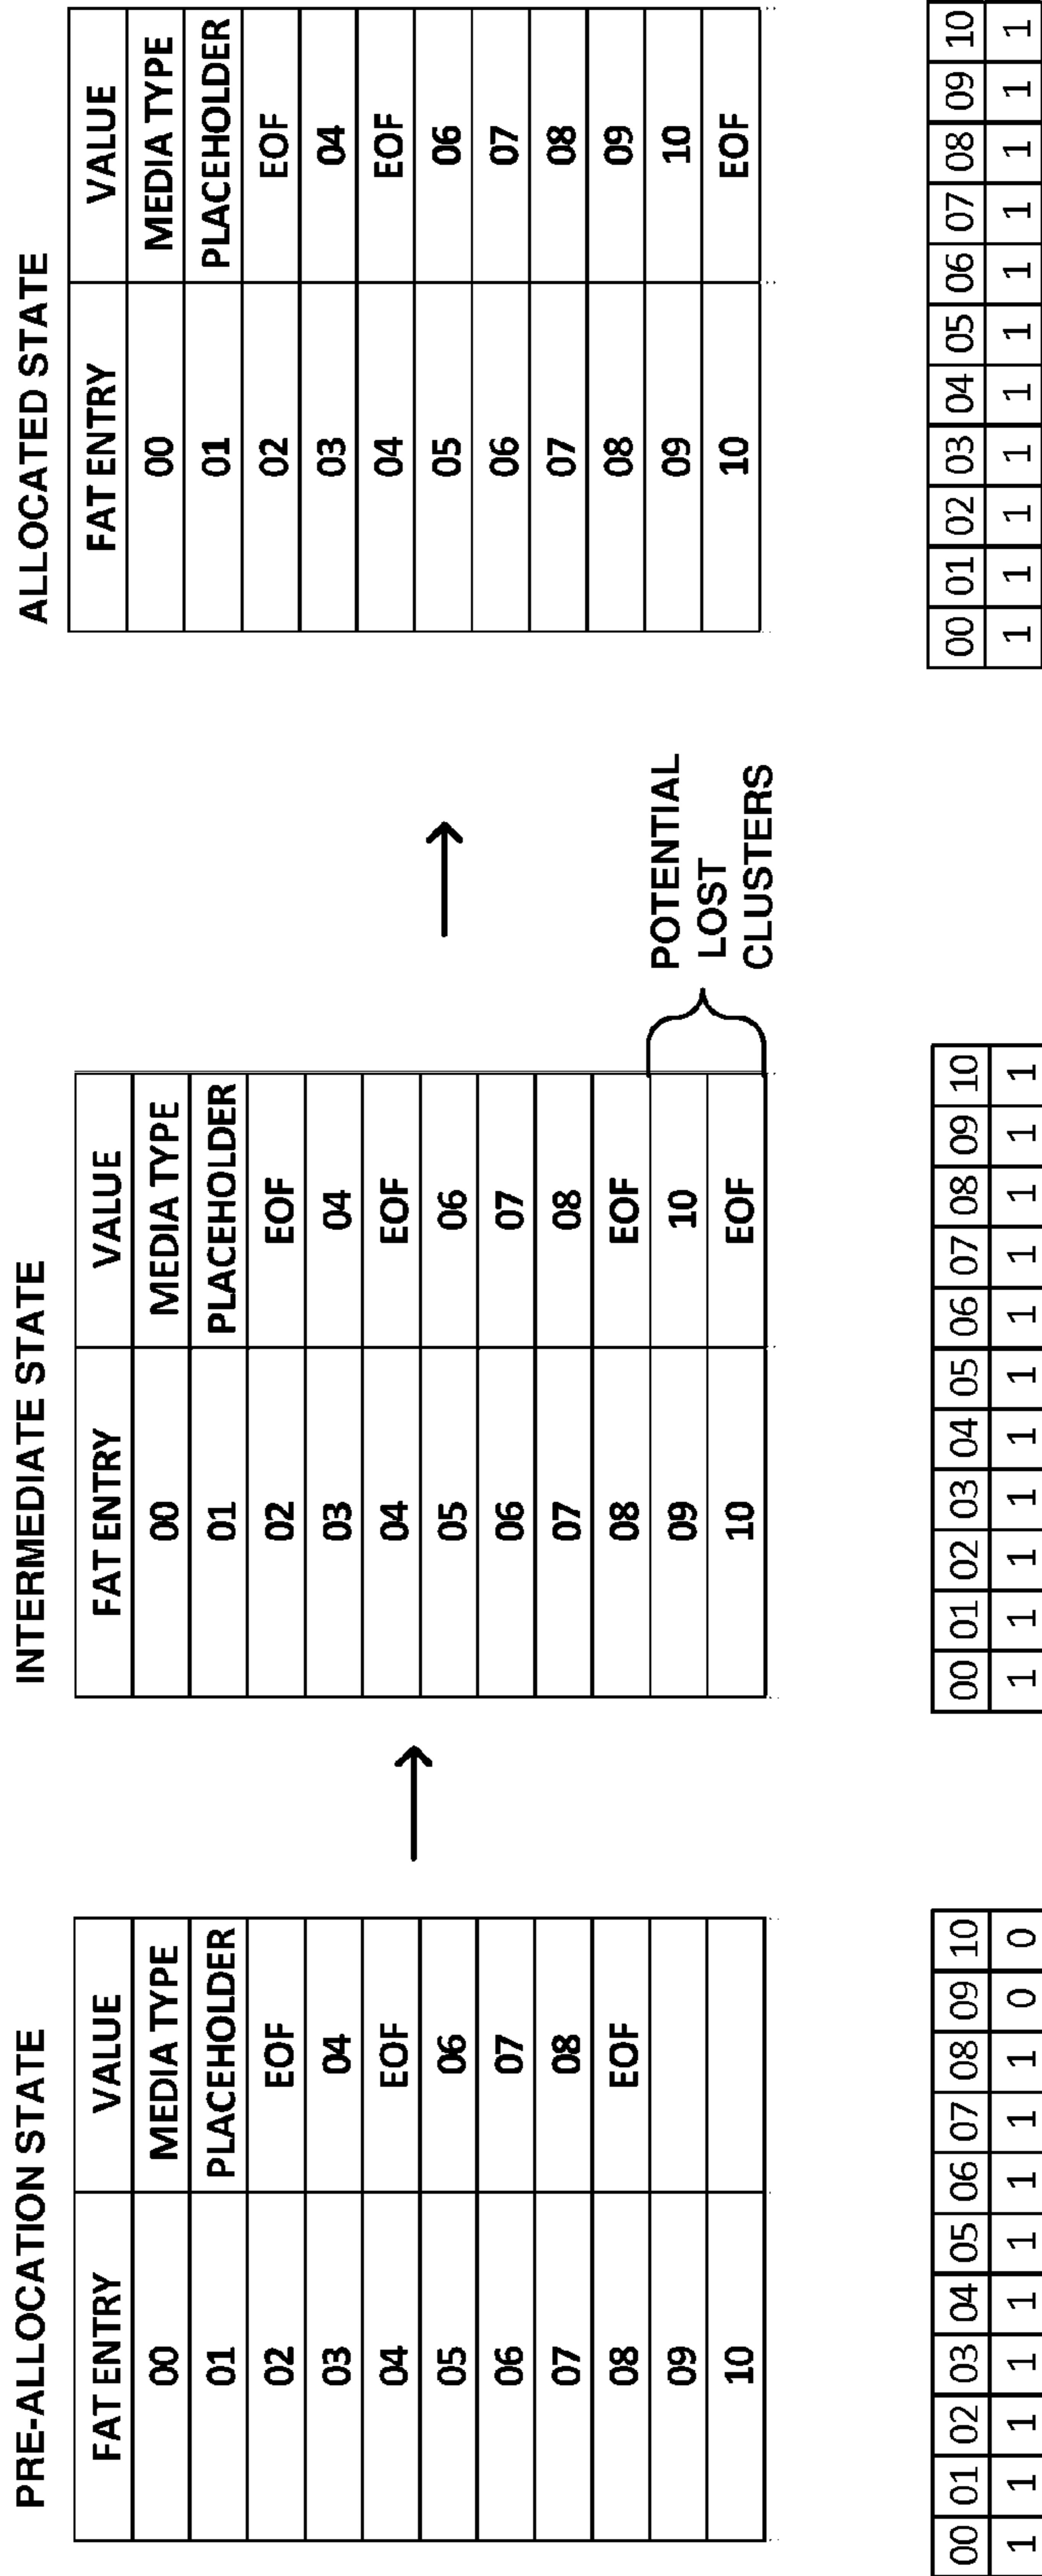 PRE-ALLOCATION STATE
FAT ENTRY VALUE
00 MEDIA TYPE
01 PLACEHOLDER
02 EOF
03 04
04 EOF
05 06
06 07
07 08
08 EOF
09
10
00 01 02 03 04 05 06 07 08 09 10
1 1 1 1 1 1 1 1 1 0 0
INTERMEDIATE STATE
FAT ENTRY VALUE
00 MEDIA TYPE
01 PLACEHOLDER
02 EOF
03 04
04 EOF
05 06
06 07
07 08
08 EOF
09 10
10 EOF
POTENTIAL
LOST
CLUSTERS
00 01 02 03 04 05 06 07 08 09 10
1 1 1 1 1 1 1 1 1 1 1
ALLOCATED STATE
FAT ENTRY VALUE
00 MEDIA TYPE
01 PLACEHOLDER
02 EOF
03 04
04 EOF
05 06
06 07
07 08
08 09
09 10
10 EOF
00 01 02 03 04 05 06 07 08 09 10
1 1 1 1 1 1 1 1 1 1 1